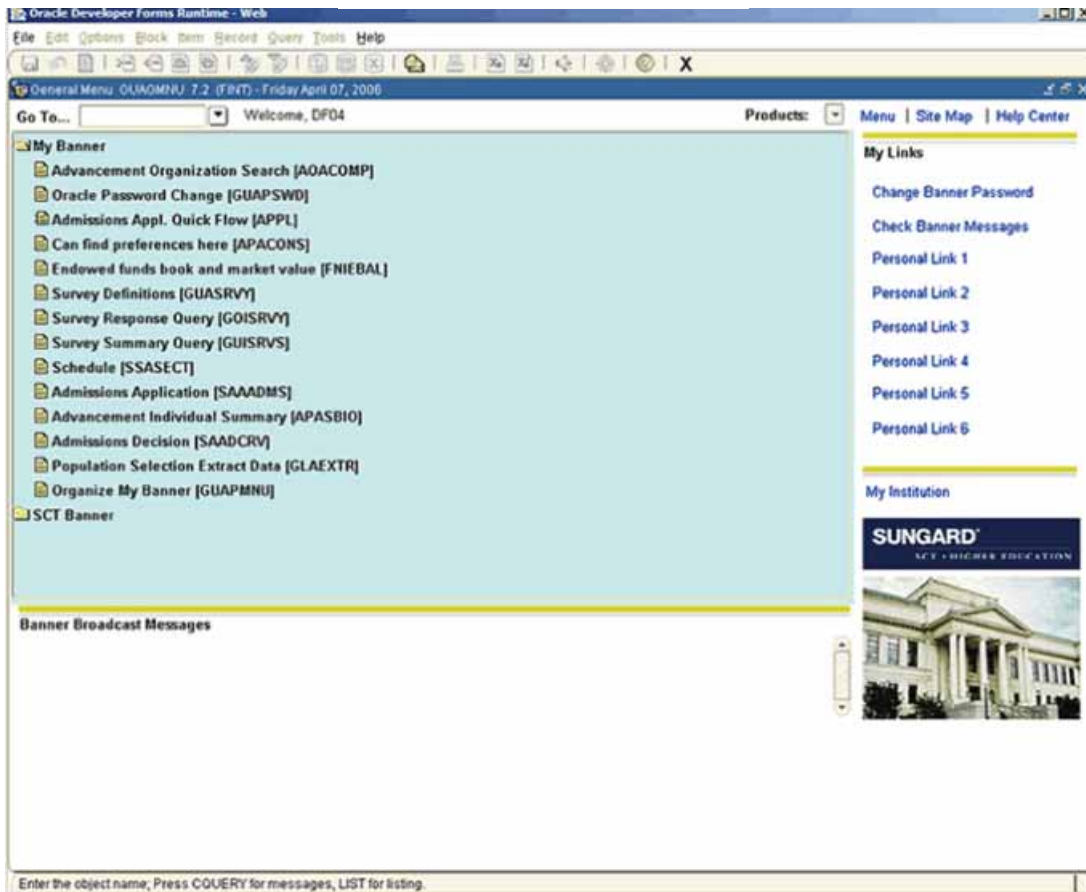 Oracle Developer Forms Runtime - Web
File Edit Options Block Item Record Query Tools Help
X
General Menu GUAGMNU 7.2 (FINT) - Friday April 07, 2006
Go To... Welcome, DF04 Products: Menu | Site Map | Help Center
My Banner
Advancement Organization Search [AOACOMP]
Oracle Password Change [GUAPSWD]
Admissions Appl. Quick Flow [APPL]
Can find preferences here [APACONS]
Endowed funds book and market value [FNIEBAL]
Survey Definitions [GUASRVY]
Survey Response Query [GOISRVY]
Survey Summary Query [GUISRVS]
Schedule [SSASECT]
Admissions Application [SAAADMS]
Advancement Individual Summary [APASBIO]
Admissions Decision [SAADCRV]
Population Selection Extract Data [GLAEXTR]
Organize My Banner [GUAPMNU]
SCT Banner
My Links
Change Banner Password
Check Banner Messages
Personal Link 1
Personal Link 2
Personal Link 3
Personal Link 4
Personal Link 5
Personal Link 6
My Institution
SUNGARD
SCT • HIGHER EDUCATION
Banner Broadcast Messages
Enter the object name; Press CQUERY for messages, LIST for listing.